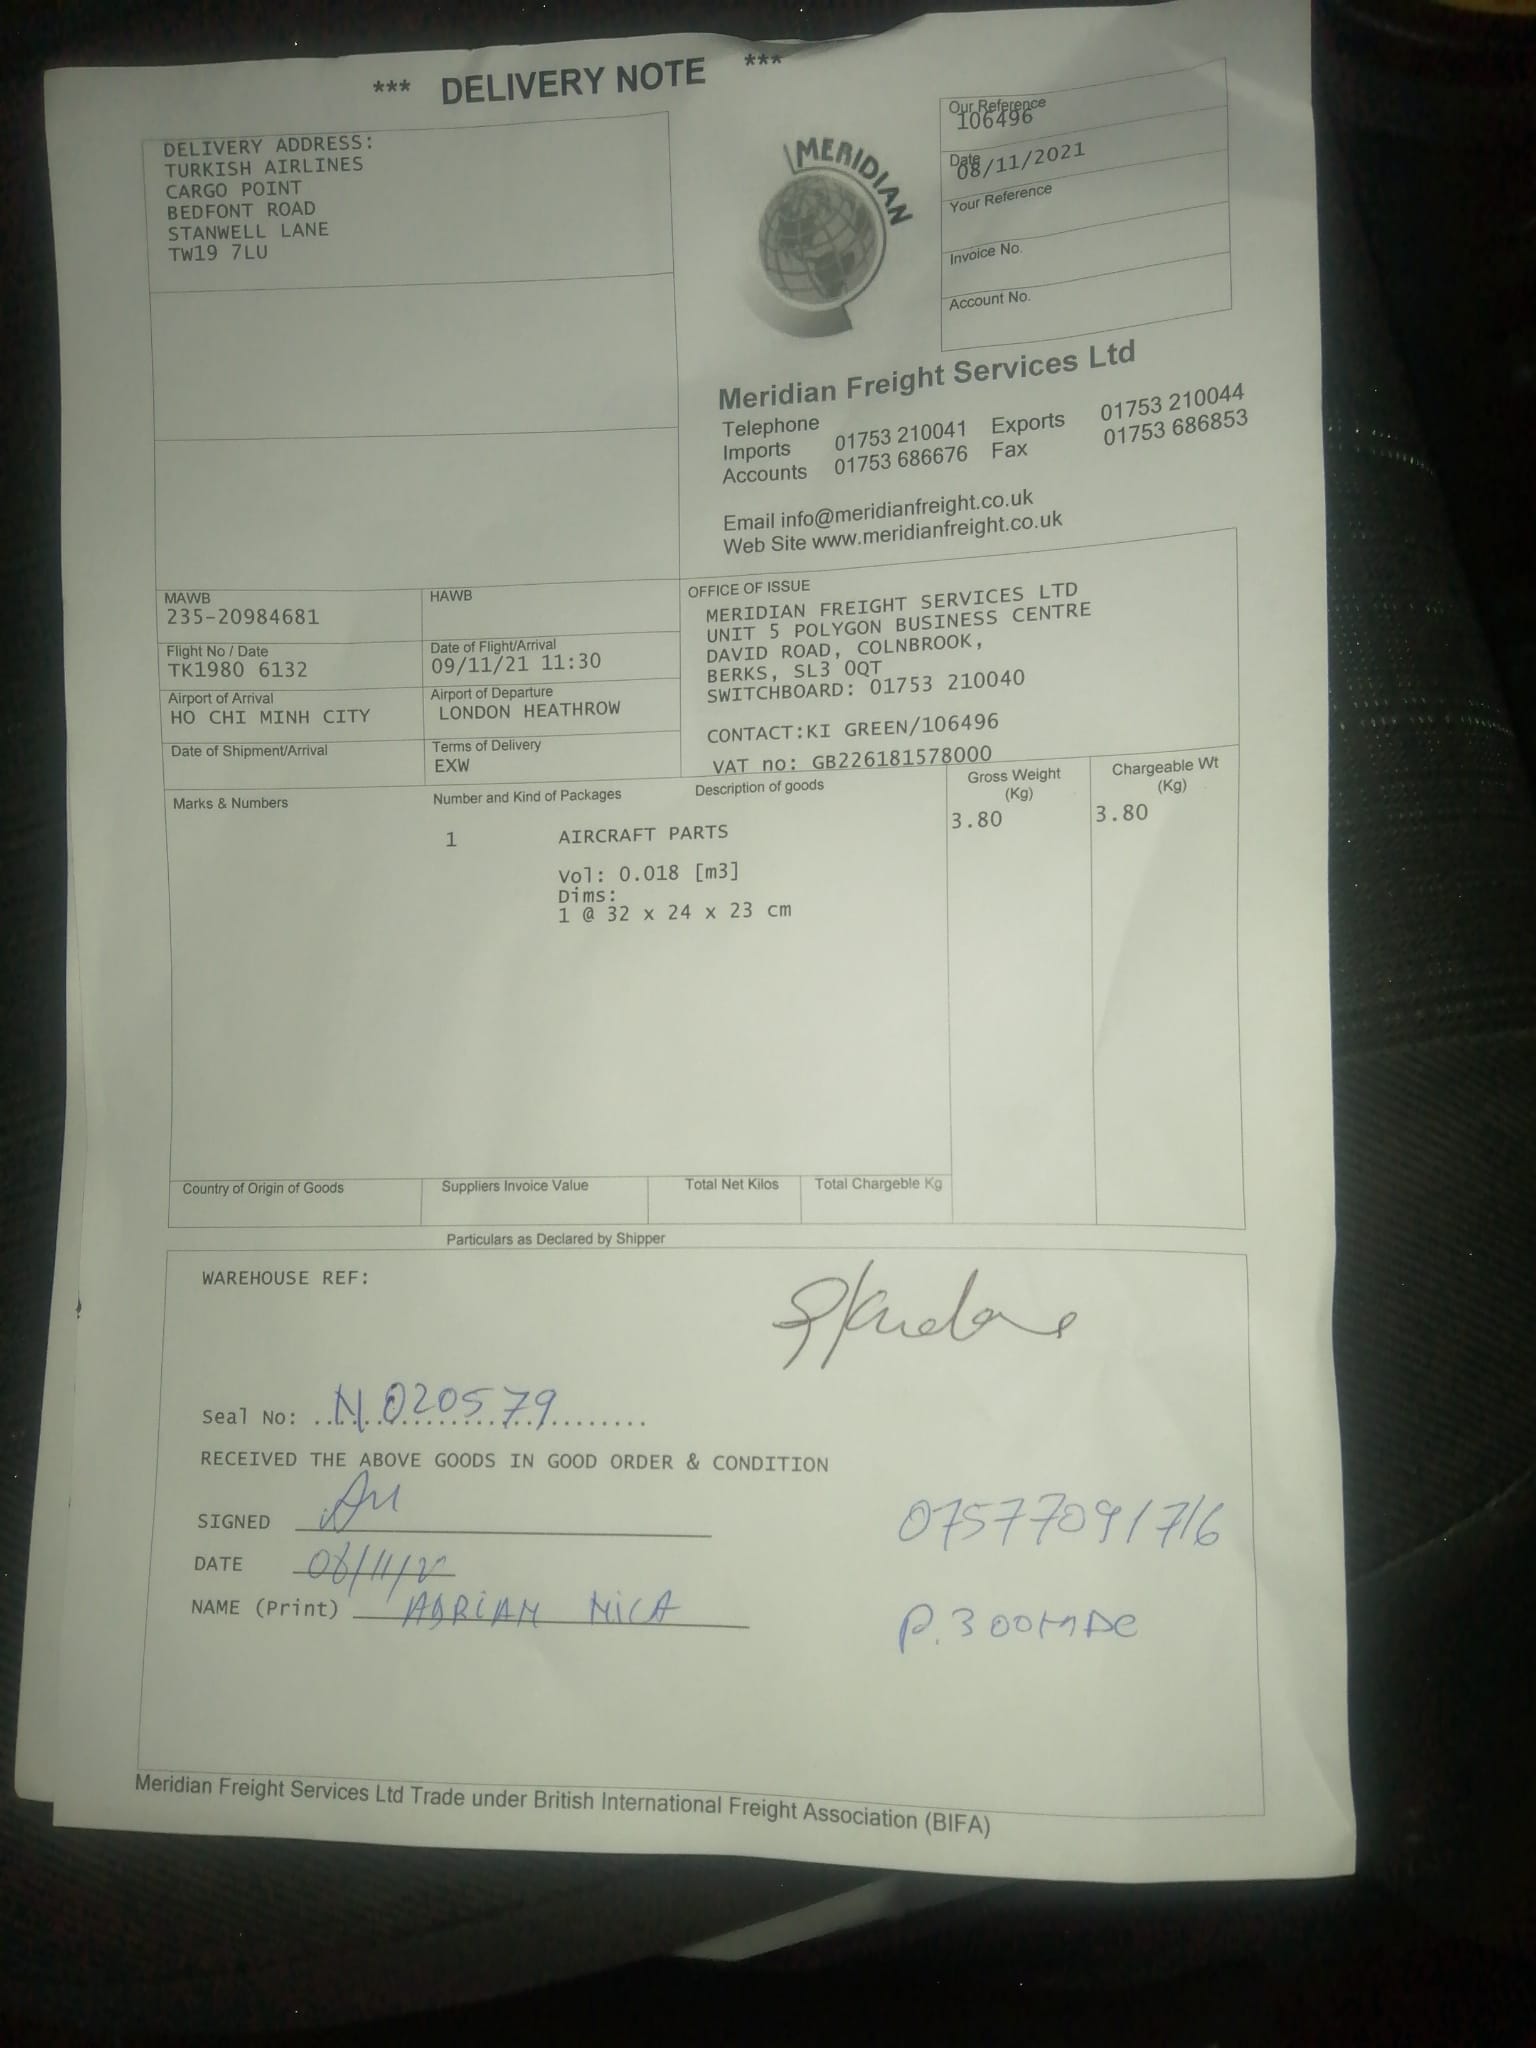 *** DELIVERY NOTE ***
DELIVERY ADDRESS:
TURKISH AIRLINES
CARGO POINT
BEDFONT ROAD
STANWELL LANE
TW19 7LU
MERIDIAN
Our Reference
106496
Date
08/11/2021
Your Reference
Invoice No.
Account No.
Meridian Freight Services Ltd
Telephone
Imports 01753 210041 Exports 01753 210044
Accounts 01753 686676 Fax 01753 686853
Email info@meridianfreight.co.uk
Web Site www.meridianfreight.co.uk
MAWB
235-20984681
HAWB
Flight No / Date
TK1980 6132
Date of Flight/Arrival
09/11/21 11:30
Airport of Arrival
HO CHI MINH CITY
Airport of Departure
LONDON HEATHROW
Date of Shipment/Arrival
Terms of Delivery
EXW
OFFICE OF ISSUE
MERIDIAN FREIGHT SERVICES LTD
UNIT 5 POLYGON BUSINESS CENTRE
DAVID ROAD, COLNBROOK,
BERKS, SL3 0QT
SWITCHBOARD: 01753 210040
CONTACT:KI GREEN/106496
VAT no: GB226181578000
Marks & Numbers
Number and Kind of Packages
Description of goods
Gross Weight
(Kg)
Chargeable Wt
(Kg)
1 AIRCRAFT PARTS
3.80
3.80
Vol: 0.018 [m3]
Dims:
1 @ 32 x 24 x 23 cm
Country of Origin of Goods
Suppliers Invoice Value
Total Net Kilos
Total Chargeble Kg
Particulars as Declared by Shipper
WAREHOUSE REF:
Seal No: N020579
RECEIVED THE ABOVE GOODS IN GOOD ORDER & CONDITION
SIGNED
07577091716
DATE 08/11/21
NAME (Print) ADRIAN MICA
Meridian Freight Services Ltd Trade under British International Freight Association (BIFA)